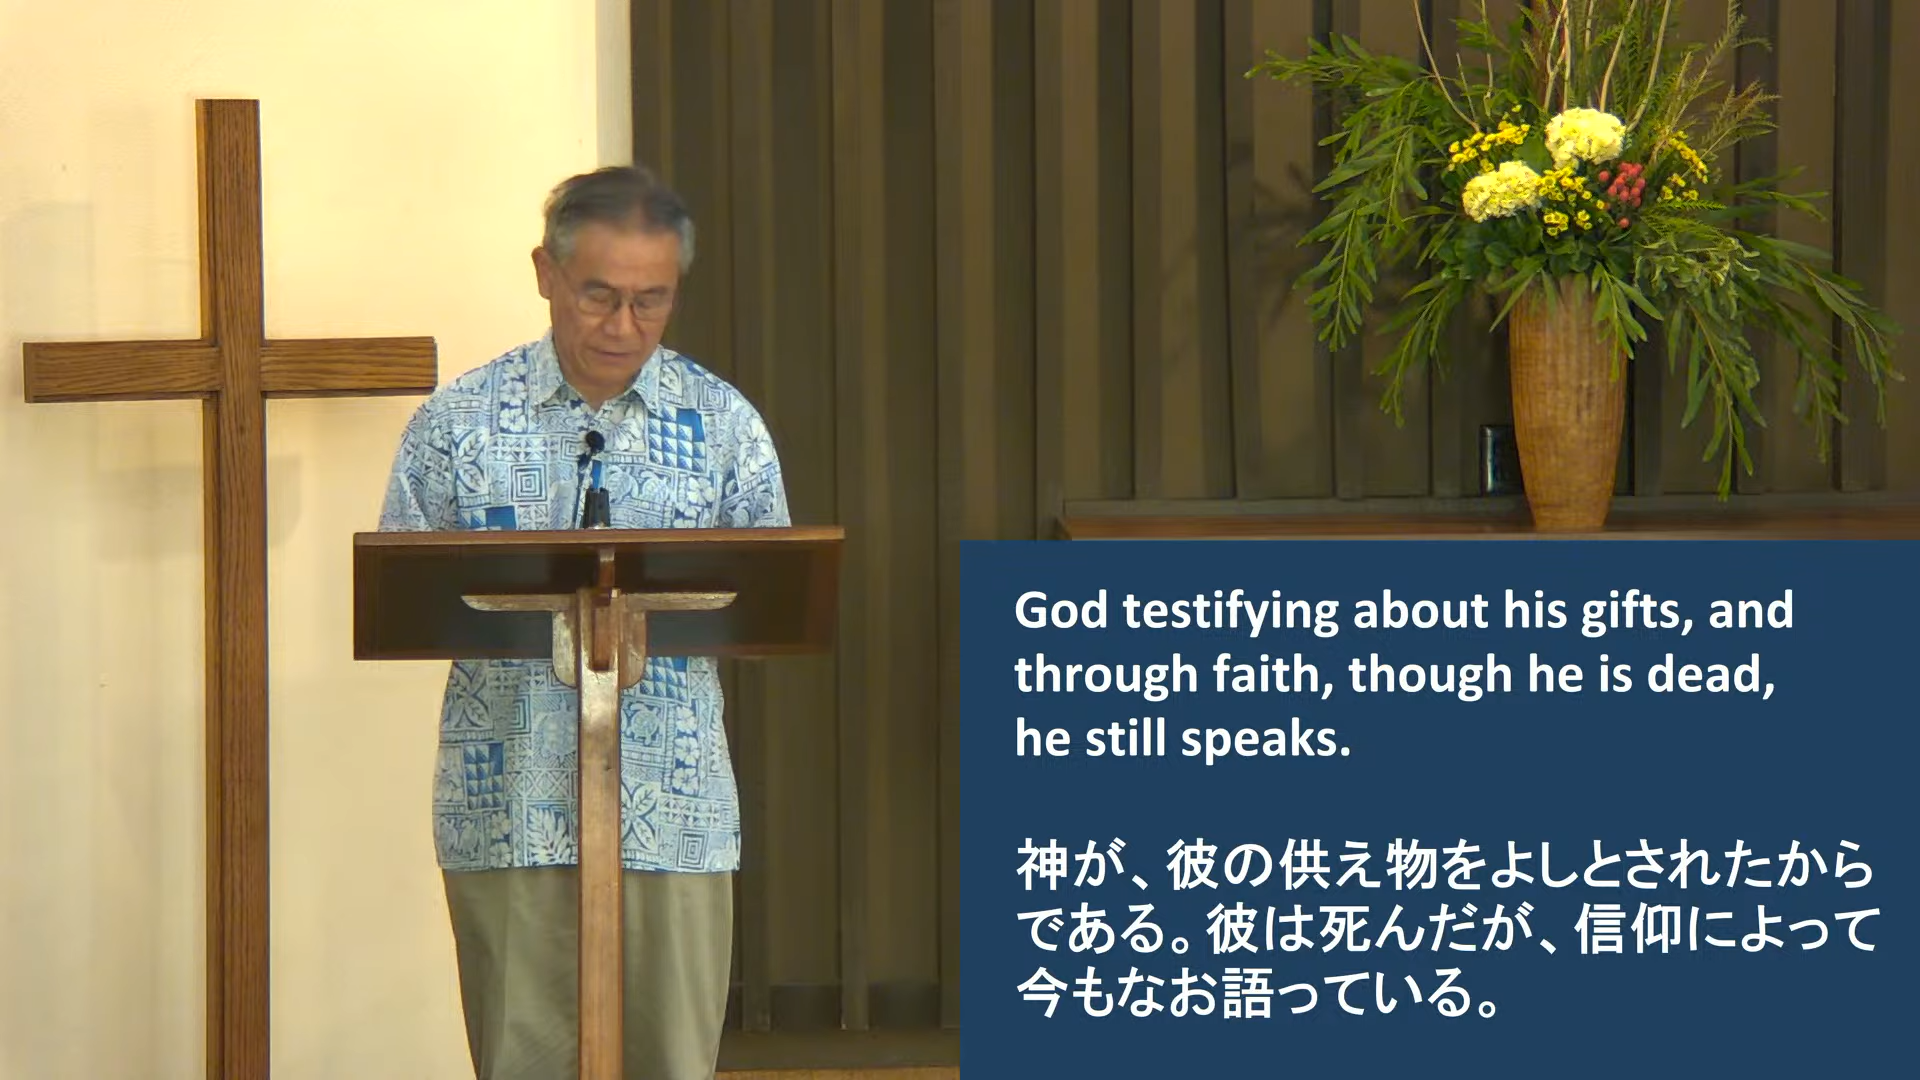 God testifying about his gifts, and
through faith, though he is dead,
he still speaks.
神が、彼の供え物をよしとされたから
である。彼は死んだが、信仰によって
今もなお語っている。